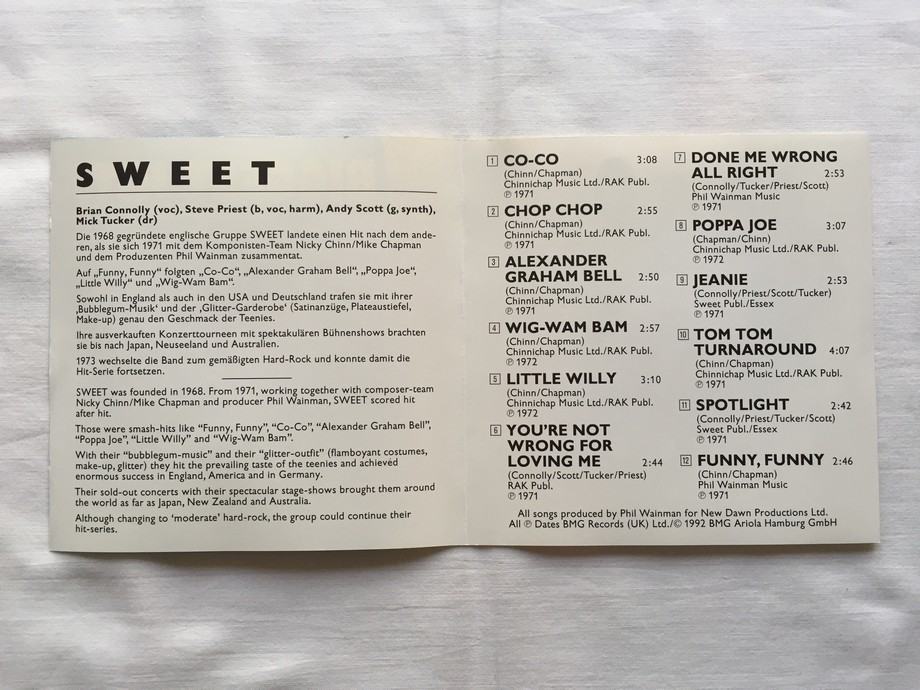 SWEET
Brian Connolly (voc), Steve Priest (b, voc, harm), Andy Scott (g, synth),
Mick Tucker (dr)
Die 1968 gegründete englische Gruppe SWEET landete einen Hit nach dem ande-
ren, als sie sich 1971 mit dem Komponisten-Team Nicky Chinn/Mike Chapman
und dem Produzenten Phil Wainman zusammentat.
Auf „Funny, Funny“ folgten „Co-Co“, „Alexander Graham Bell“, „Poppa Joe“,
„Little Willy“ und „Wig-Wam Bam“.
Sowohl in England als auch in den USA und Deutschland trafen sie mit ihrer
‚Bubblegum-Musik‘ und der ‚Glitter-Garderobe‘ (Satinanzüge, Plateaustiefel,
Make-up) genau den Geschmack der Teenies.
Ihre ausverkauften Konzerttourneen mit spektakulären Bühnenshows brachten
sie bis nach Japan, Neuseeland und Australien.
1973 wechselte die Band zum gemäßigten Hard-Rock und konnte damit die
Hit-Serie fortsetzen.
SWEET was founded in 1968. From 1971, working together with composer-team
Nicky Chinn/Mike Chapman and producer Phil Wainman, SWEET scored hit
after hit.
Those were smash-hits like “Funny, Funny”, “Co-Co”, “Alexander Graham Bell”,
“Poppa Joe”, “Little Willy” and “Wig-Wam Bam”.
With their “bubblegum-music” and their “glitter-outfit” (flamboyant costumes,
make-up, glitter) they hit the prevailing taste of the teenies and achieved
enormous success in England, America and in Germany.
Their sold-out concerts with their spectacular stage-shows brought them around
the world as far as Japan, New Zealand and Australia.
Although changing to ‘moderate’ hard-rock, the group could continue their
hit-series.
1 CO-CO 3:08
(Chinn/Chapman)
Chinnichap Music Ltd./RAK Publ.
℗ 1971
2 CHOP CHOP 2:55
(Chinn/Chapman)
Chinnichap Music Ltd./RAK Publ.
℗ 1971
3 ALEXANDER
GRAHAM BELL 2:50
(Chinn/Chapman)
Chinnichap Music Ltd./RAK Publ.
℗ 1971
4 WIG-WAM BAM 2:57
(Chinn/Chapman)
Chinnichap Music Ltd./RAK Publ.
℗ 1972
5 LITTLE WILLY 3:10
(Chinn/Chapman)
Chinnichap Music Ltd./RAK Publ.
℗ 1972
6 YOU'RE NOT
WRONG FOR
LOVING ME 2:44
(Connolly/Scott/Tucker/Priest)
RAK Publ.
℗ 1971
7 DONE ME WRONG
ALL RIGHT 2:53
(Connolly/Tucker/Priest/Scott)
Phil Wainman Music
℗ 1971
8 POPPA JOE 3:07
(Chapman/Chinn)
Chinnichap Music Ltd./RAK Publ.
℗ 1972
9 JEANIE 2:53
(Connolly/Priest/Scott/Tucker)
Sweet Publ./Essex
℗ 1971
10 TOM TOM
TURNAROUND 4:07
(Chinn/Chapman)
Chinnichap Music Ltd./RAK Publ.
℗ 1971
11 SPOTLIGHT 2:42
(Connolly/Priest/Tucker/Scott)
Sweet Publ./Essex
℗ 1971
12 FUNNY, FUNNY 2:46
(Chinn/Chapman)
Phil Wainman Music
℗ 1971
All songs produced by Phil Wainman for New Dawn Productions Ltd.
All ℗ Dates BMG Records (UK) Ltd./© 1992 BMG Ariola Hamburg GmbH